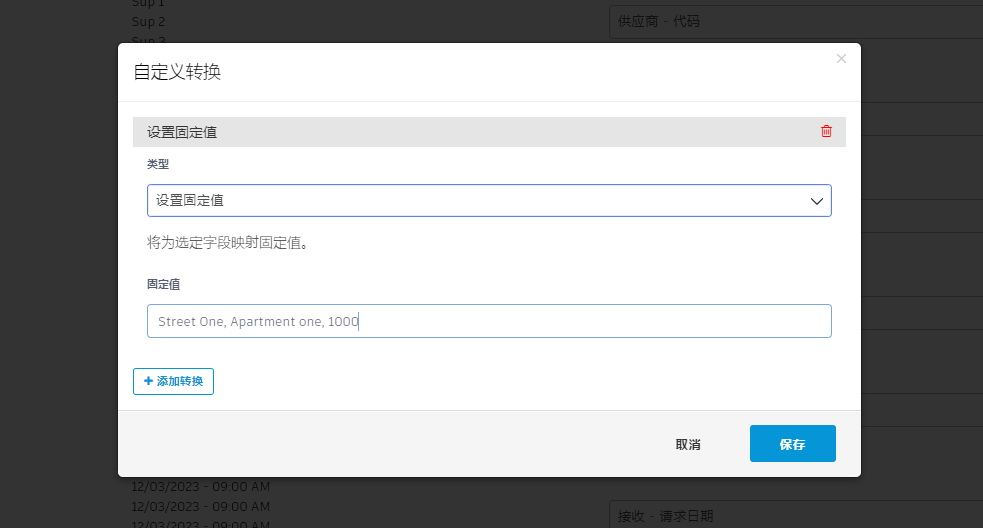 Sup 1
Sup 2
Sup 3
供应商 - 代码
自定义转换
设置固定值
类型
设置固定值
将为选定字段映射固定值。
固定值
Street One, Apartment one, 1000
+ 添加转换
取消
保存
12/03/2023 - 09:00 AM
12/03/2023 - 09:00 AM
12/03/2023 - 09:00 AM
接收 - 请求日期